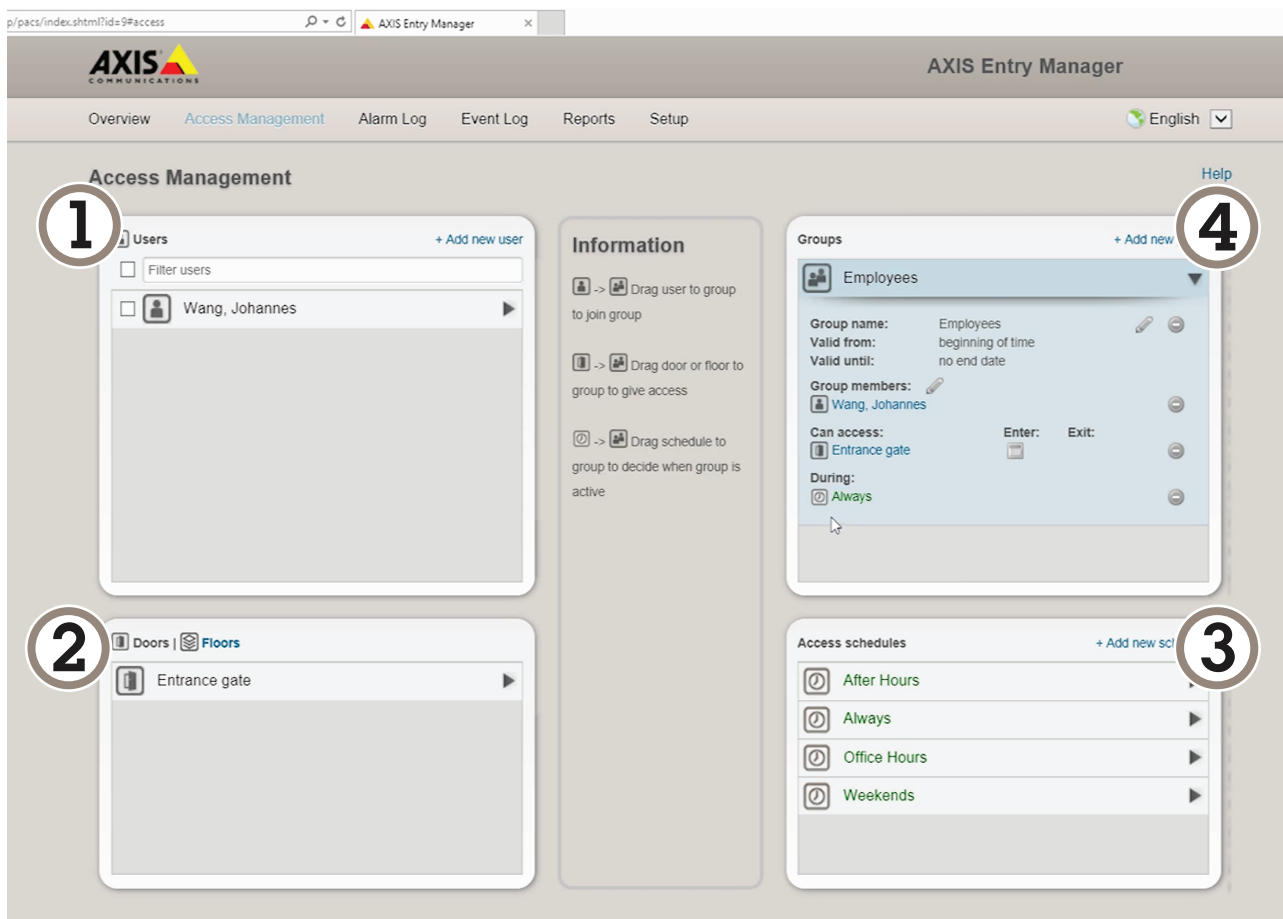 p/pacs/index.shtml?id=9#access
AXIS Entry Manager
AXIS
COMMUNICATIONS
AXIS Entry Manager
Overview
Access Management
Alarm Log
Event Log
Reports
Setup
English
Access Management
Help
1
Users
+ Add new user
Filter users
Wang, Johannes
Information
-> Drag user to group
to join group
-> Drag door or floor to
group to give access
-> Drag schedule to
group to decide when group is
active
4
Groups
+ Add new
Employees
Group name: Employees
Valid from: beginning of time
Valid until: no end date
Group members:
Wang, Johannes
Can access: Enter: Exit:
Entrance gate
During:
Always
2
Doors | Floors
Entrance gate
3
Access schedules
+ Add new
After Hours
Always
Office Hours
Weekends